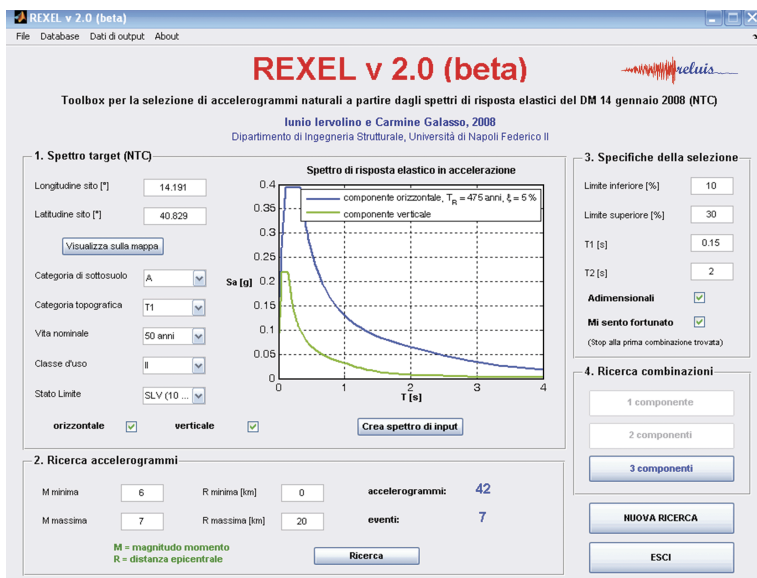 REXEL v 2.0 (beta)
File Database Dati di output About
REXEL v 2.0 (beta)
reluis
Toolbox per la selezione di accelerogrammi naturali a partire dagli spettri di risposta elastici del DM 14 gennaio 2008 (NTC)
Iunio Iervolino e Carmine Galasso, 2008
Dipartimento di Ingegneria Strutturale, Universitá di Napoli Federico II
1. Spettro target (NTC)
Longitudine sito [°] 14.191
Latitudine sito [°] 40.829
Visualizza sulla mappa
Categoria di sottosuolo A
Categoria topografica T1
Vita nominale 50 anni
Classe d'uso II
Stato Limite SLV (10 ...
orizzontale verticale
Spettro di risposta elastico in accelerazione
componente orizzontale, TR = 475 anni, ξ = 5 %
componente verticale
Sa [g]
0.4
0.35
0.3
0.25
0.2
0.15
0.1
0.05
0
0 1 2 3 4
T [s]
Crea spettro di input
2. Ricerca accelerogrammi
M minima 6 R minima [km] 0 accelerogrammi: 42
M massima 7 R massima [km] 20 eventi: 7
M = magnitudo momento
R = distanza epicentrale
Ricerca
3. Specifiche della selezione
Limite inferiore [%] 10
Limite superiore [%] 30
T1 [s] 0.15
T2 [s] 2
Adimensionali
Mi sento fortunato
(Stop alla prima combinazione trovata)
4. Ricerca combinazioni
1 componente
2 componenti
3 componenti
NUOVA RICERCA
ESCI